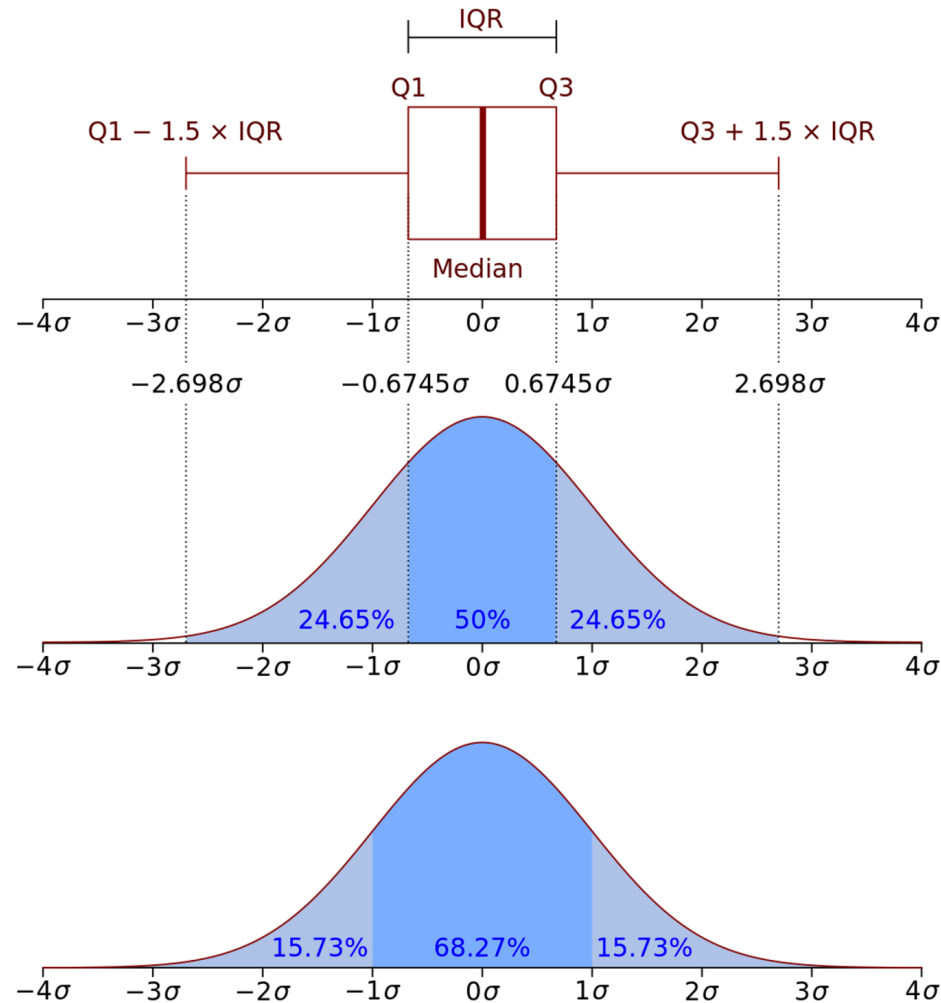 IQR
Q1 Q3
Q1 − 1.5 × IQR Q3 + 1.5 × IQR
Median
−4σ −3σ −2σ −1σ 0σ 1σ 2σ 3σ 4σ
−2.698σ −0.6745σ 0.6745σ 2.698σ
24.65% 50% 24.65%
−4σ −3σ −2σ −1σ 0σ 1σ 2σ 3σ 4σ
15.73% 68.27% 15.73%
−4σ −3σ −2σ −1σ 0σ 1σ 2σ 3σ 4σ